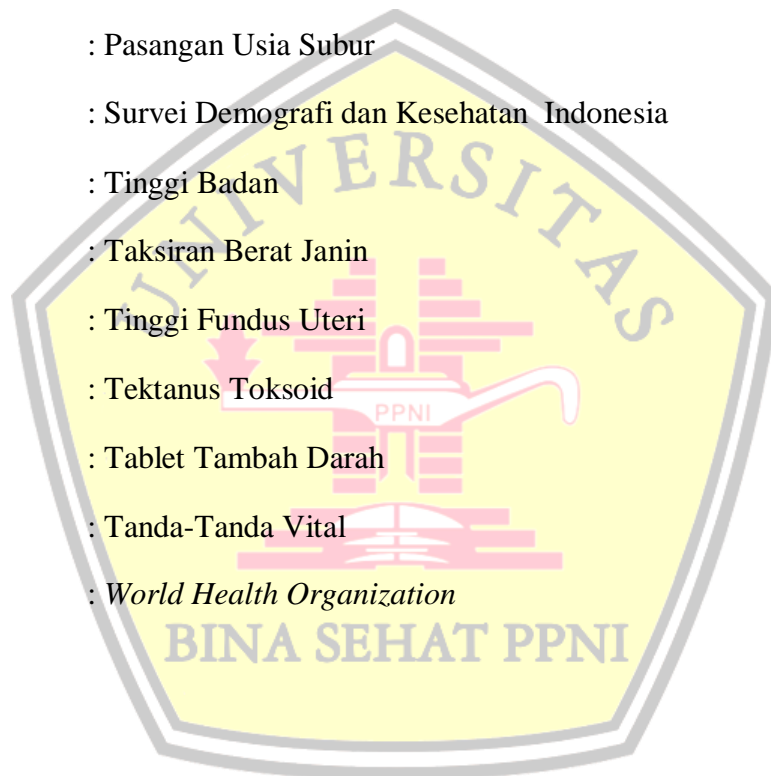 : Pasangan Usia Subur
: Survei Demografi dan Kesehatan Indonesia
: Tinggi Badan
: Taksiran Berat Janin
: Tinggi Fundus Uteri
: Tektanus Toksoid
: Tablet Tambah Darah
: Tanda-Tanda Vital
: World Health Organization
UNIVERSITAS
PPNI
BINA SEHAT PPNI